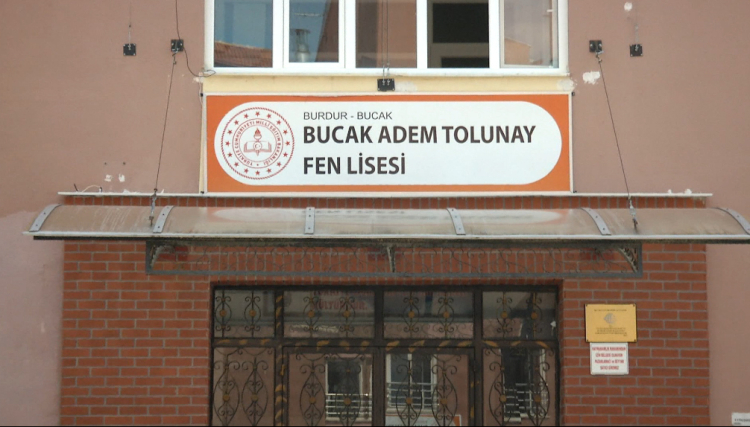 BURDUR - BUCAK
BUCAK ADEM TOLUNAY
FEN LİSESİ